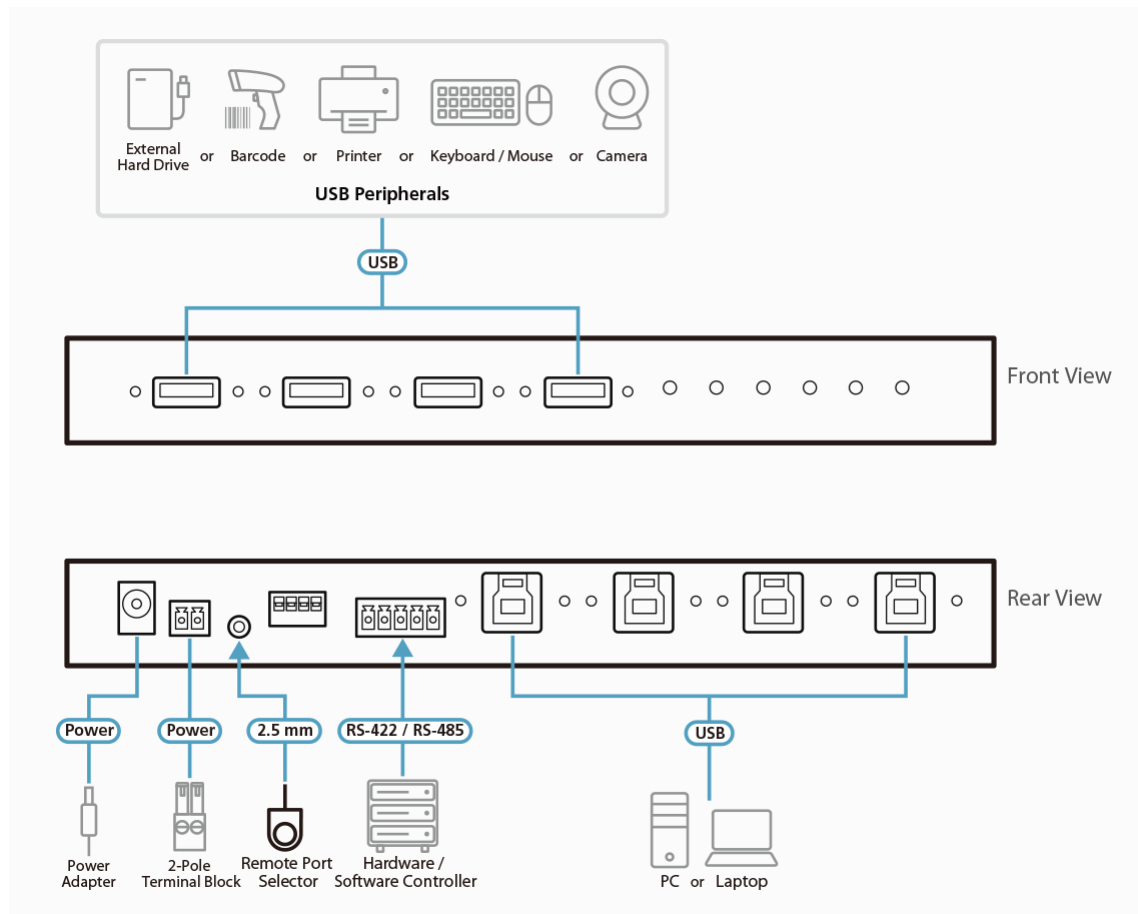 External
Hard Drive or Barcode or Printer or Keyboard / Mouse or Camera
USB Peripherals
USB
Front View
Rear View
Power Power 2.5 mm RS-422 / RS-485 USB
Power
Adapter
2-Pole
Terminal Block
Remote Port
Selector
Hardware /
Software Controller
PC or Laptop